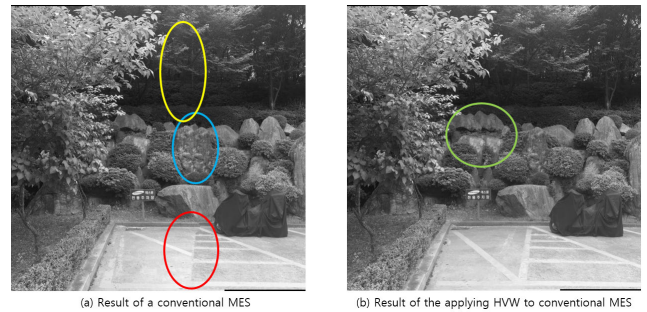 (a) Result of a conventional MES
(b) Result of the applying HVW to conventional MES